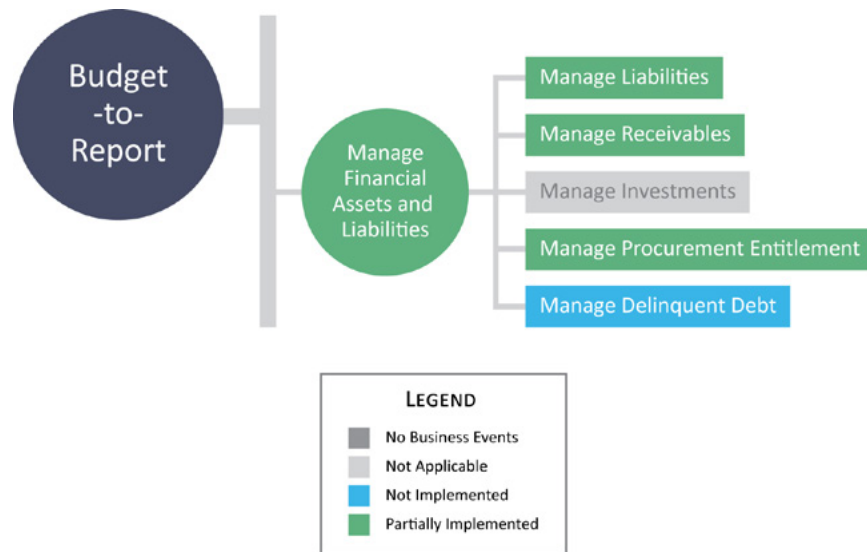 Budget
-to-
Report
Manage
Financial
Assets and
Liabilities
Manage Liabilities
Manage Receivables
Manage Investments
Manage Procurement Entitlement
Manage Delinquent Debt
LEGEND
No Business Events
Not Applicable
Not Implemented
Partially Implemented